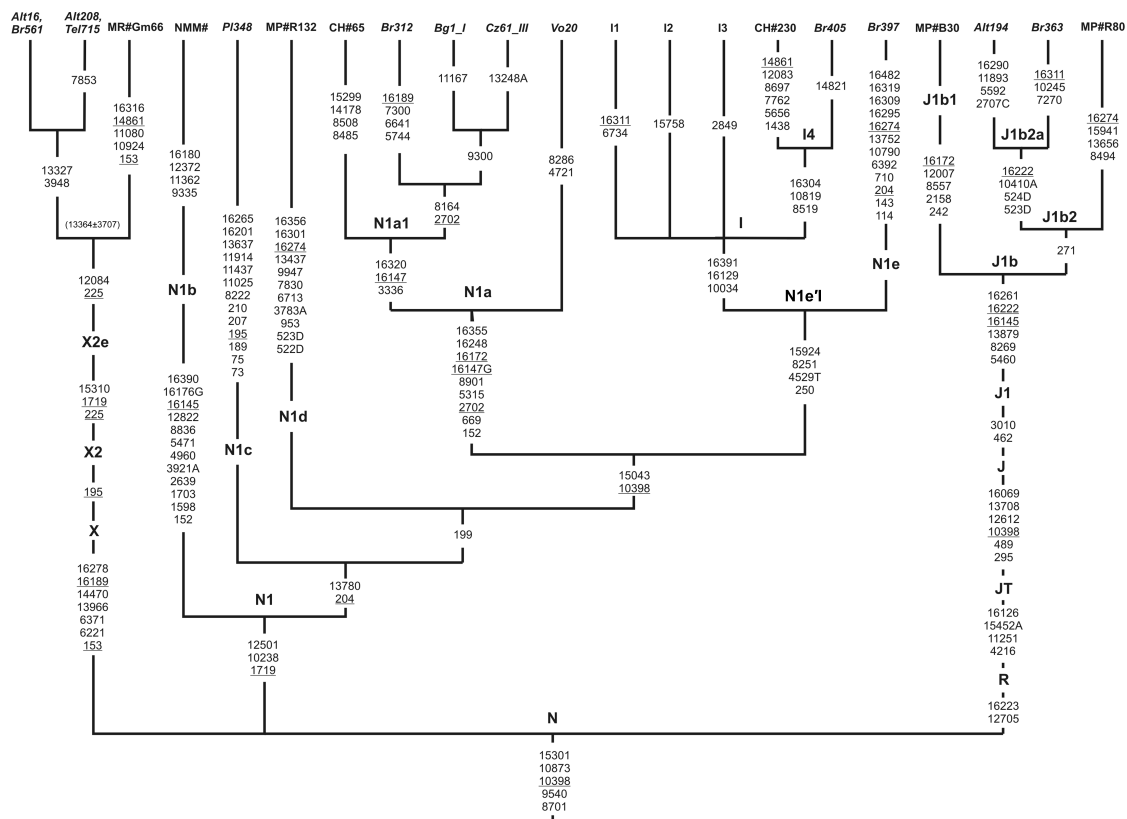 Alt16,
Br561
Alt208,
Tel715
MR#Gm66
NMM#
PI348
MP#R132
CH#65
Br312
Bg1_I
Cz61_III
Vo20
I1
I2
I3
CH#230
Br405
Br397
MP#B30
Alt194
Br363
MP#R80
7853
16316
14861
11080
10924
153
13327
3948
(13364±3707)
12084
225
X2e
15310
1719
225
X2
195
X
16278
16189
14470
13966
6371
6221
153
16180
12372
11362
9335
N1b
16390
16176G
16145
12822
8836
5471
4960
3921A
2639
1703
1598
152
16265
16201
13637
11914
11437
11025
8222
210
207
195
189
75
73
N1c
16356
16301
16274
13437
9947
7830
6713
3783A
953
523D
522D
N1d
15299
14178
8508
8485
16189
7300
6641
5744
11167
13248A
9300
8164
2702
N1a1
16320
16147
3336
8286
4721
N1a
16355
16248
16172
16147G
8901
5315
2702
669
152
16311
6734
15758
2849
14861
12083
8697
7762
5656
1438
14821
I4
16304
10819
8519
I
16391
16129
10034
16482
16319
16309
16295
16274
13752
10790
6392
710
204
143
114
N1e
N1e'I
15924
8251
4529T
250
15043
10398
199
13780
204
N1
12501
10238
1719
J1b1
16172
12007
8557
2158
242
16290
11893
5592
2707C
16311
10245
7270
J1b2a
16222
10410A
524D
523D
16274
15941
13656
8494
J1b2
271
J1b
16261
16222
16145
13879
8269
5460
J1
3010
462
J
16069
13708
12612
10398
489
295
JT
16126
15452A
11251
4216
R
16223
12705
N
15301
10873
10398
9540
8701